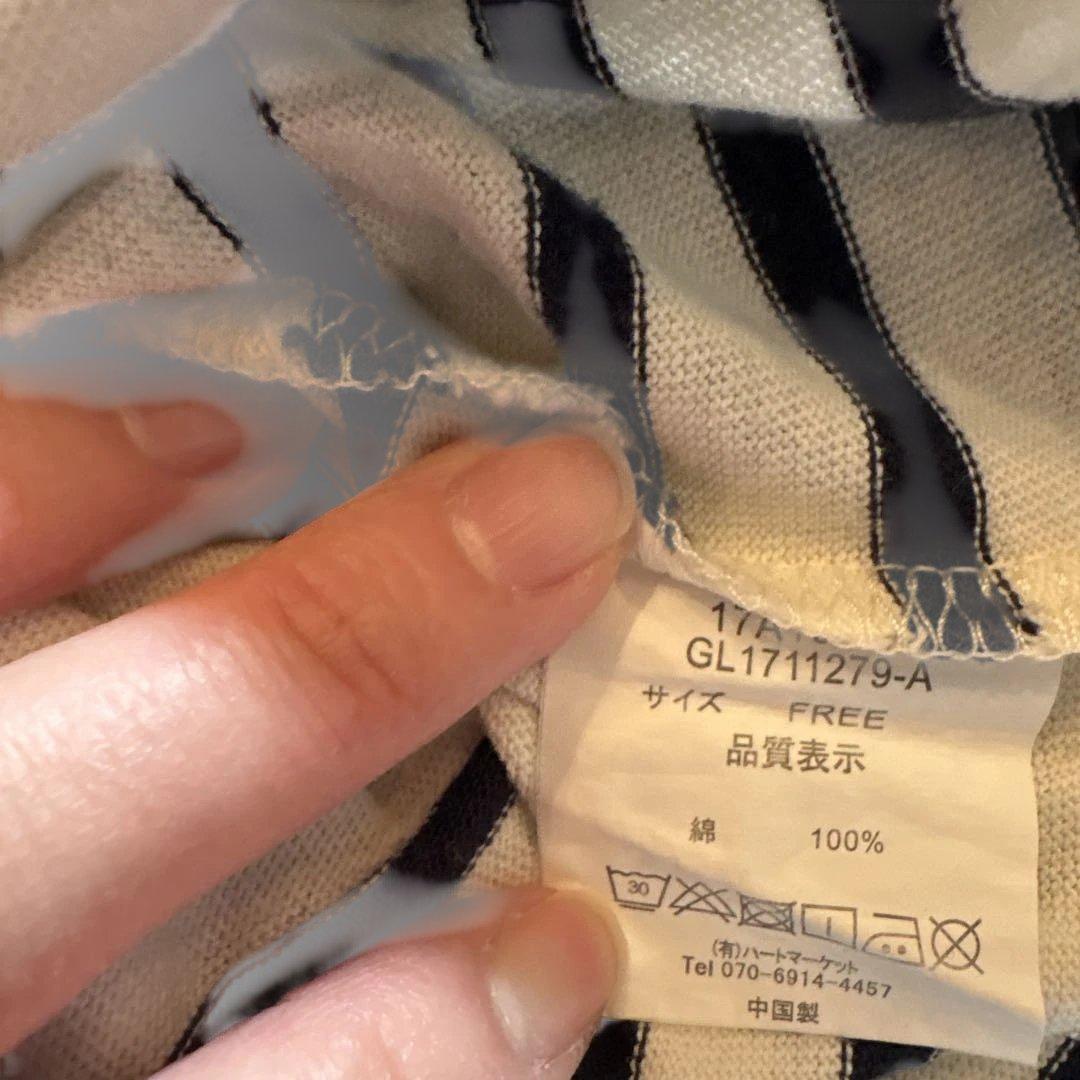 GL1711279-A
サイズ FREE
品質表示
綿 100%
30
(有)ハートマーケット
Tel 070-6914-4457
中国製